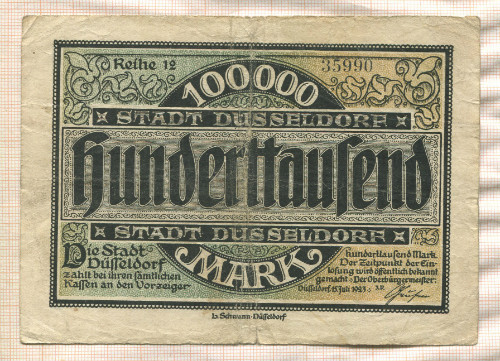 Reihe 12
35990
100000
STADT DÜSSELDORF
Hunderttausend
STADT DÜSSELDORF
MARK
Die Stadt
Düsseldorf
zahlt bei ihren sämtlichen
Kassen an den Vorzeiger
hunderttausend Mark.
Der Zeitpunkt der Ein-
lösung wird öffentlich bekannt
gemacht · Der Oberbürgermeister:
Düsseldorf, 15. Juli 1923
L. Schwann · Düsseldorf